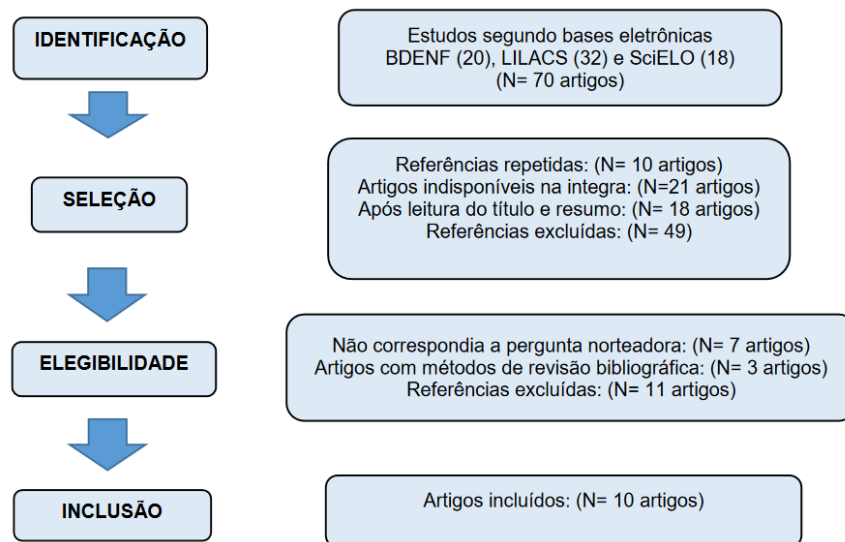 IDENTIFICAÇÃO
Estudos segundo bases eletrônicas
BDENF (20), LILACS (32) e SciELO (18)
(N= 70 artigos)
SELEÇÃO
Referências repetidas: (N= 10 artigos)
Artigos indisponíveis na integra: (N=21 artigos)
Após leitura do título e resumo: (N= 18 artigos)
Referências excluídas: (N= 49)
ELEGIBILIDADE
Não correspondia a pergunta norteadora: (N= 7 artigos)
Artigos com métodos de revisão bibliográfica: (N= 3 artigos)
Referências excluídas: (N= 11 artigos)
INCLUSÃO
Artigos incluídos: (N= 10 artigos)